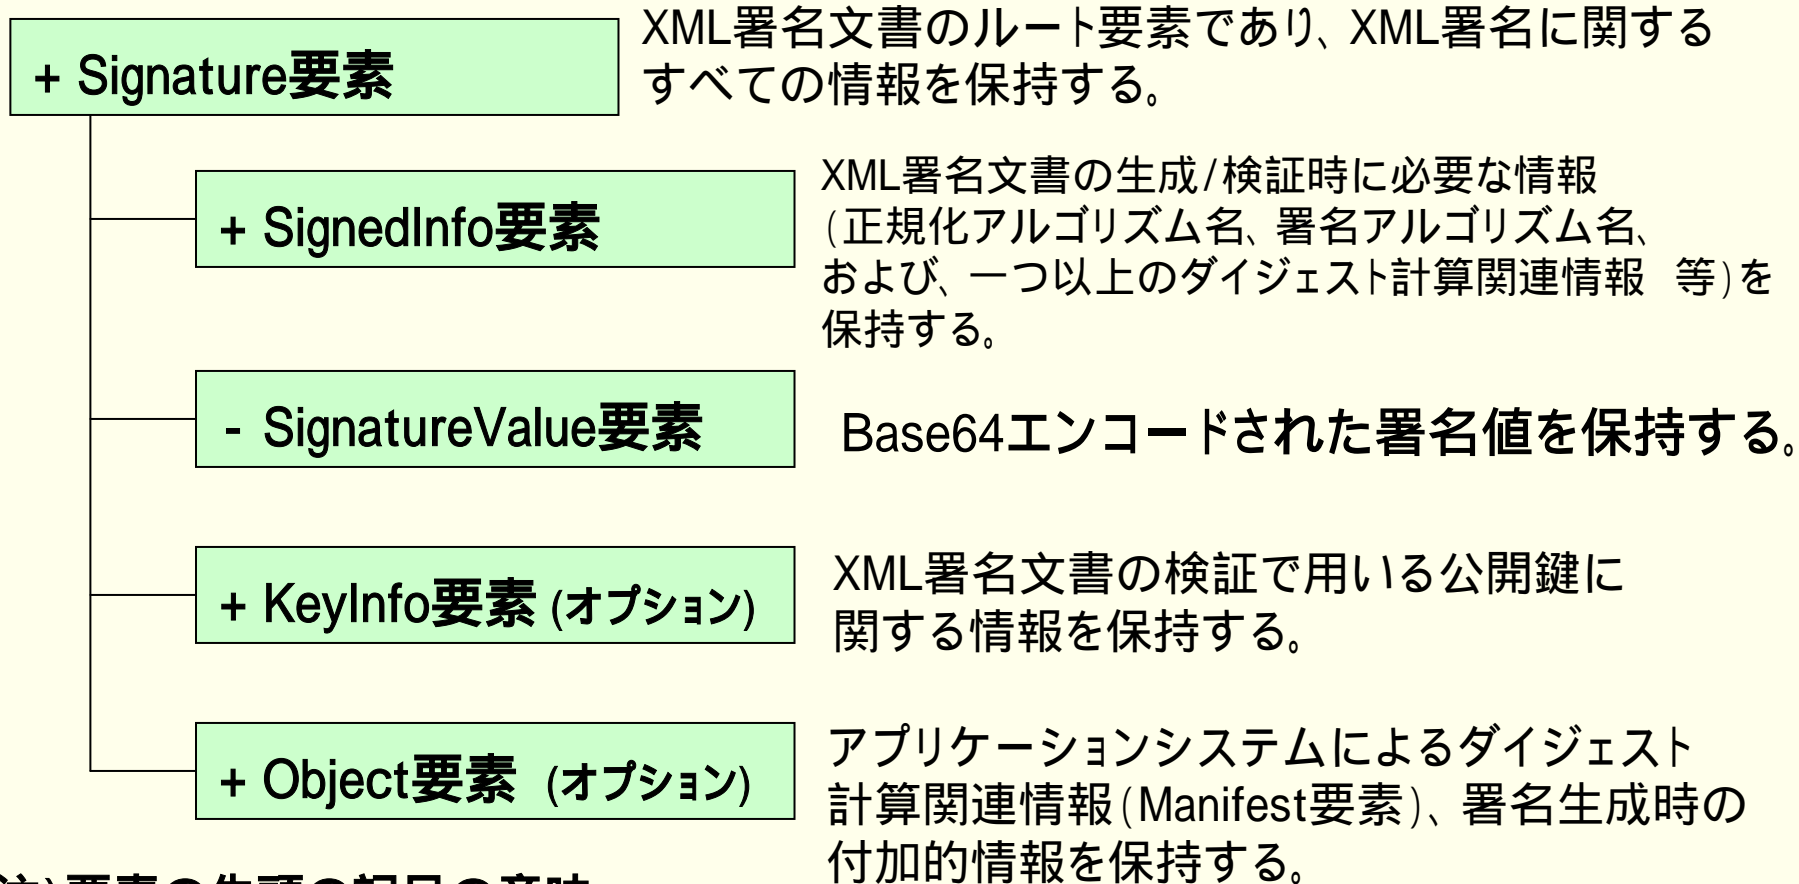 + Signature要素
XML署名文書のルート要素であり、XML署名に関する
すべての情報を保持する。
+ SignedInfo要素
XML署名文書の生成/検証時に必要な情報
(正規化アルゴリズム名、署名アルゴリズム名、
および、一つ以上のダイジェスト計算関連情報　等)を
保持する。
- SignatureValue要素
Base64エンコードされた署名値を保持する。
+ KeyInfo要素 (オプション)
XML署名文書の検証で用いる公開鍵に
関する情報を保持する。
+ Object要素 (オプション)
アプリケーションシステムによるダイジェスト
計算関連情報(Manifest要素)、署名生成時の
付加的情報を保持する。
注)要素の先頭の記号の意味